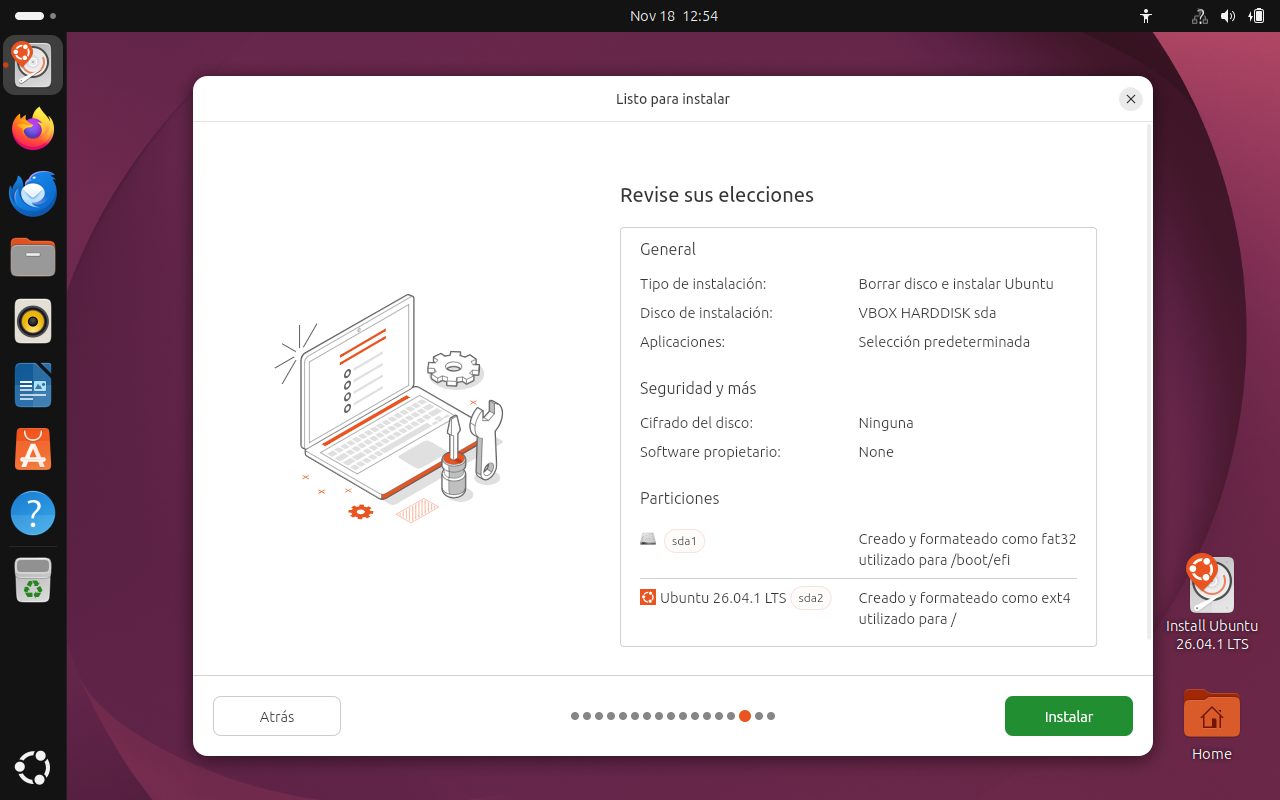 Nov 18 12:54
Listo para instalar
Revise sus elecciones
General
Tipo de instalación: Borrar disco e instalar Ubuntu
Disco de instalación: VBOX HARDDISK sda
Aplicaciones: Selección predeterminada
Seguridad y más
Cifrado del disco: Ninguna
Software propietario: None
Particiones
sda1 Creado y formateado como fat32
utilizado para /boot/efi
Ubuntu 26.04.1 LTS sda2 Creado y formateado como ext4
utilizado para /
Atrás
Instalar
Install Ubuntu
26.04.1 LTS
Home